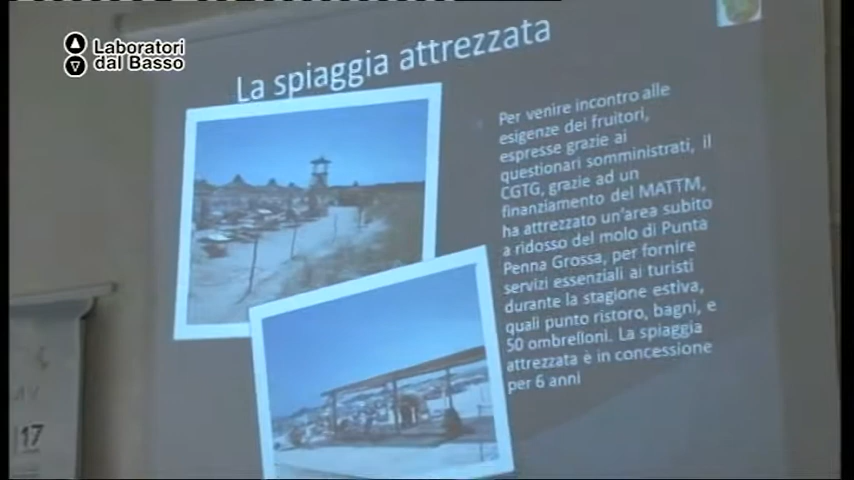 Laboratori
dal Basso
La spiaggia attrezzata
Per venire incontro alle
esigenze dei fruitori,
espresse grazie ai
questionari somministrati, il
CGTG, grazie ad un
finanziamento del MATTM,
ha attrezzato un'area subito
a ridosso del molo di Punta
Penna Grossa, per fornire
servizi essenziali ai turisti
durante la stagione estiva,
quali punto ristoro, bagni, e
50 ombrelloni. La spiaggia
attrezzata è in concessione
per 6 anni
17